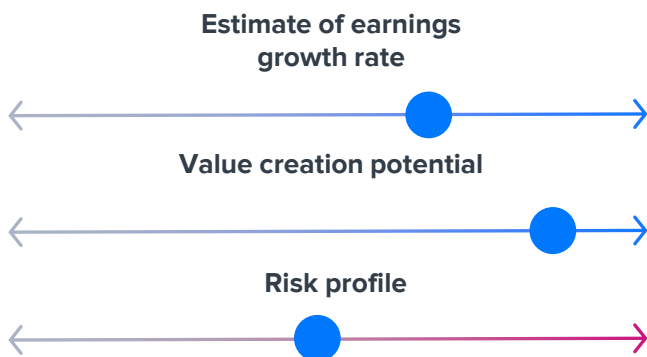 Estimate of earnings
growth rate
Value creation potential
Risk profile